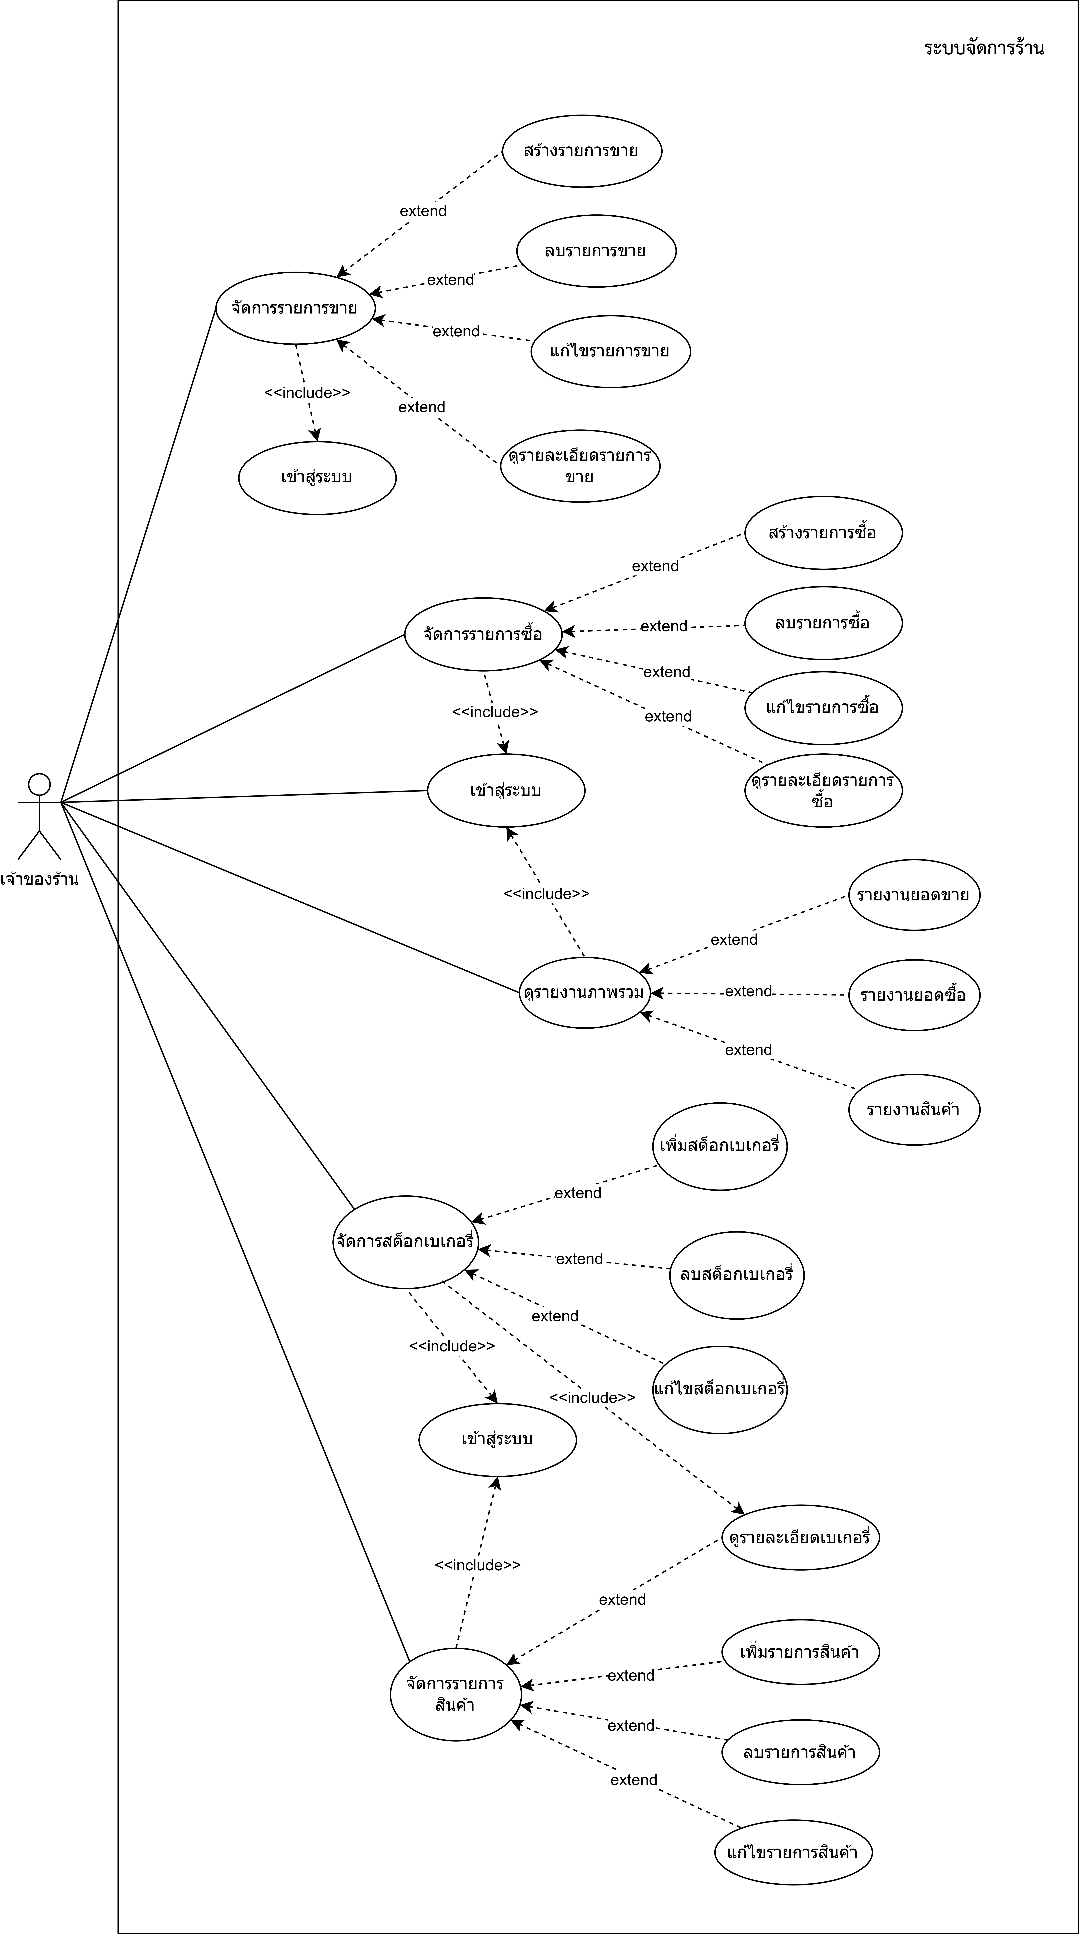 ระบบจัดการร้าน
สร้างรายการขาย
extend
ลบรายการขาย
extend
จัดการรายการขาย
extend
แก้ไขรายการขาย
<<include>>
extend
ดูรายละเอียดรายการ
ขาย
เข้าสู่ระบบ
สร้างรายการซื้อ
extend
ลบรายการซื้อ
extend
จัดการรายการซื้อ
extend
แก้ไขรายการซื้อ
<<include>>
extend
ดูรายละเอียดรายการ
ซื้อ
เข้าสู่ระบบ
เจ้าของร้าน
<<include>>
รายงานยอดขาย
extend
ดูรายงานภาพรวม
extend
รายงานยอดซื้อ
extend
รายงานสินค้า
เพิ่มสต็อกเบเกอรี่
extend
จัดการสต็อกเบเกอรี่
extend
ลบสต็อกเบเกอรี่
extend
<<include>>
แก้ไขสต็อกเบเกอรี่
<<include>>
เข้าสู่ระบบ
ดูรายละเอียดเบเกอรี่
<<include>>
extend
เพิ่มรายการสินค้า
extend
จัดการรายการ
สินค้า
extend
ลบรายการสินค้า
extend
แก้ไขรายการสินค้า